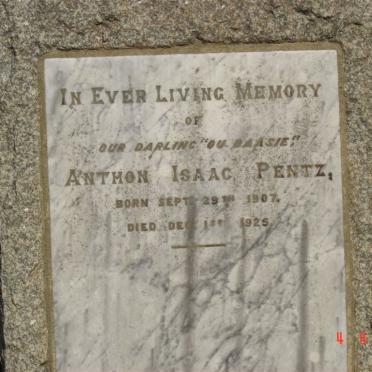 IN EVER LIVING MEMORY
OF
OUR DARLING "OU BAASIE,"
ANTHON ISAAC PENTZ,
BORN SEPT. 29TH 1907,
DIED DEC. 1ST 1925.
4 6